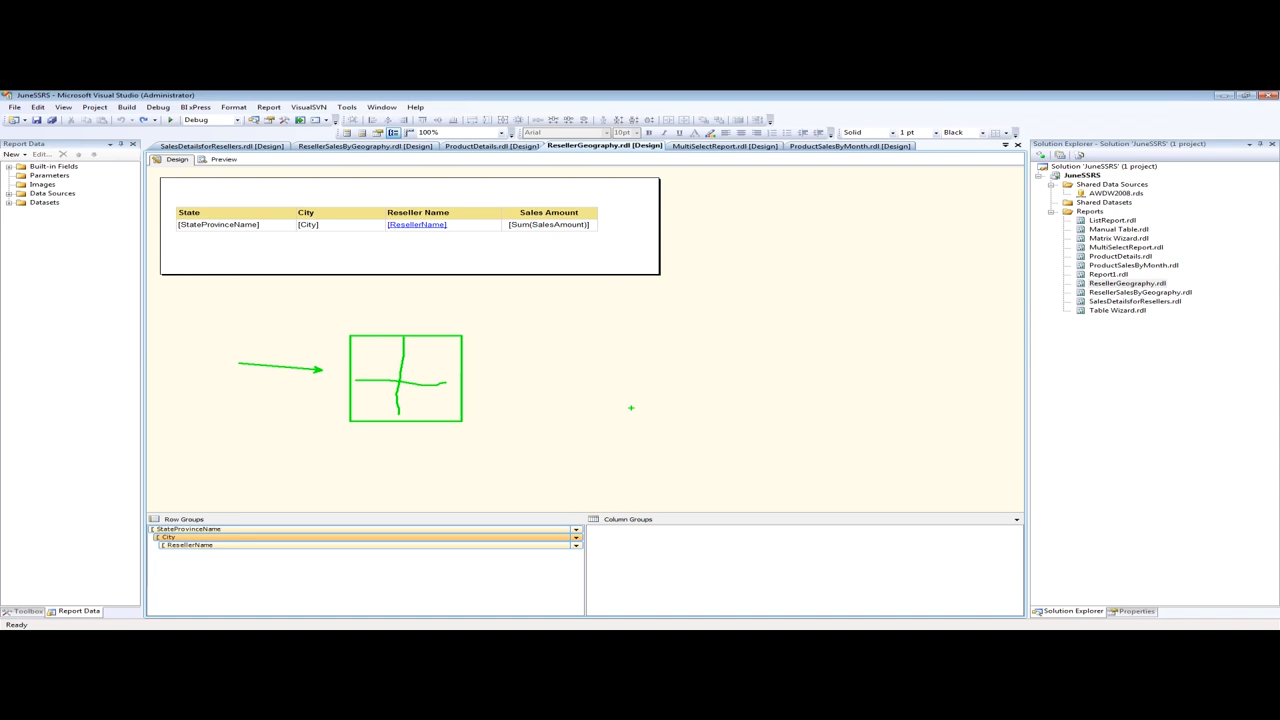 JuneSSRS - Microsoft Visual Studio (Administrator)
File Edit View Project Build Debug BI xPress Format Report VisualSVN Tools Window Help
Debug
100% Arial 10pt B I U A Solid 1 pt Black
Report Data
SalesDetailsforResellers.rdl [Design] ResellerSalesByGeography.rdl [Design] ProductDetails.rdl [Design] ResellerGeography.rdl [Design] MultiSelectReport.rdl [Design] ProductSalesByMonth.rdl [Design]
Solution Explorer - Solution 'JuneSSRS' (1 project)
New Edit...
Design Preview
Built-in Fields
Parameters
Images
Data Sources
Datasets
State City Reseller Name Sales Amount
[StateProvinceName] [City] [ResellerName] [Sum(SalesAmount)]
Solution 'JuneSSRS' (1 project)
JuneSSRS
Shared Data Sources
AWDW2008.rds
Shared Datasets
Reports
ListReport.rdl
Manual Table.rdl
Matrix Wizard.rdl
MultiSelectReport.rdl
ProductDetails.rdl
ProductSalesByMonth.rdl
Report1.rdl
ResellerGeography.rdl
ResellerSalesByGeography.rdl
SalesDetailsforResellers.rdl
Table Wizard.rdl
Row Groups Column Groups
[ StateProvinceName
[ City
[ ResellerName
Toolbox Report Data
Solution Explorer Properties
Ready